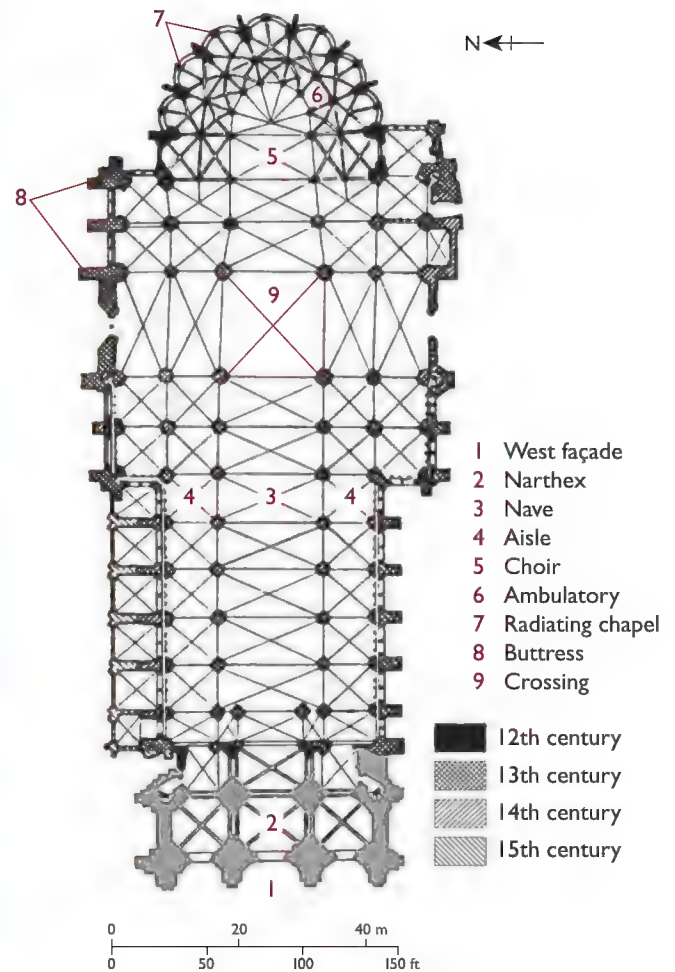 7
N
6
5
8
9
4 3 4
1 West façade
2 Narthex
3 Nave
4 Aisle
5 Choir
6 Ambulatory
7 Radiating chapel
8 Buttress
9 Crossing
12th century
13th century
14th century
15th century
2
1
0 20 40 m
0 50 100 150 ft